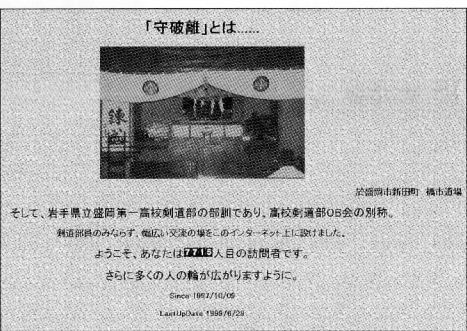 「守破離」とは......
於盛岡市新田町 橋市道場
そして、岩手県立盛岡第一高校剣道部の部訓であり、高校剣道部OB会の別称。
剣道部員のみならず、幅広い交流の場をこのインターネット上に設けました。
ようこそ、あなたは7718人目の訪問者です。
さらに多くの人の輪が広がりますように。
Since 1997/10/09
LastUpDate 1999/6/28